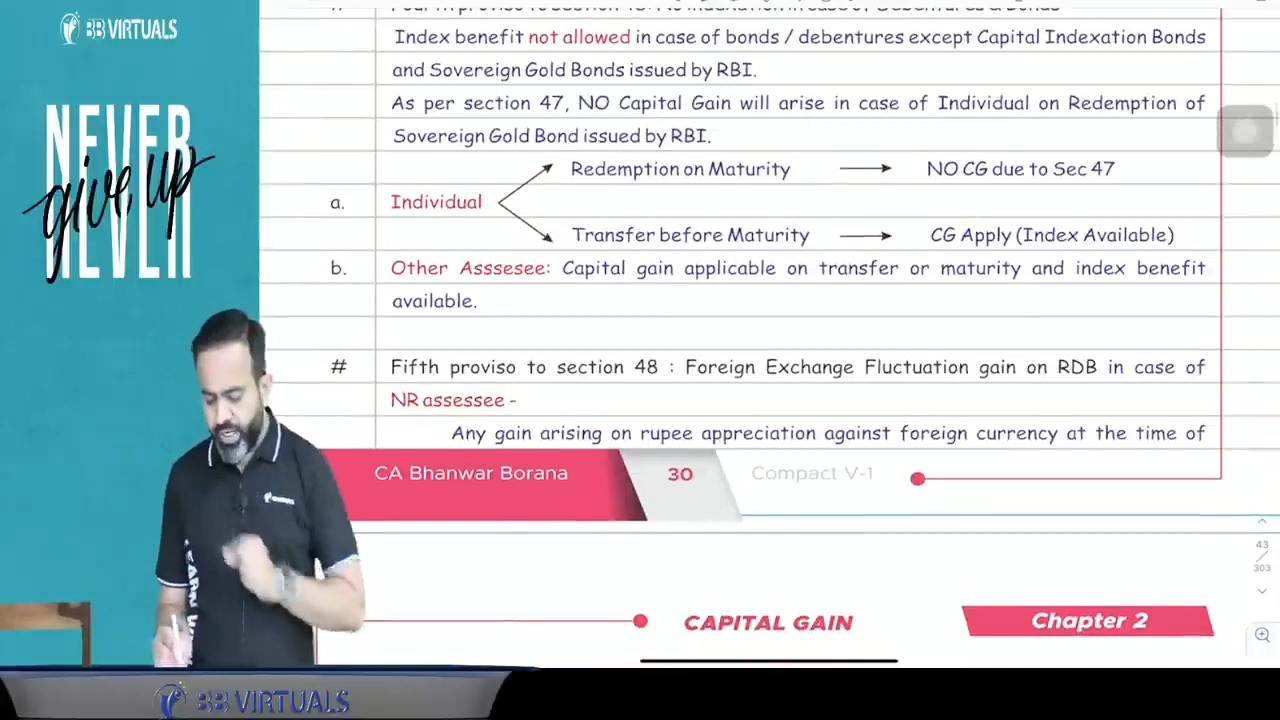 BB VIRTUALS
NEVER
give up
NEVER
Index benefit not allowed in case of bonds / debentures except Capital Indexation Bonds
and Sovereign Gold Bonds issued by RBI.
As per section 47, NO Capital Gain will arise in case of Individual on Redemption of
Sovereign Gold Bond issued by RBI.
Redemption on Maturity NO CG due to Sec 47
a. Individual
Transfer before Maturity CG Apply (Index Available)
b. Other Asssesee: Capital gain applicable on transfer or maturity and index benefit
available.
# Fifth proviso to section 48 : Foreign Exchange Fluctuation gain on RDB in case of
NR assessee -
Any gain arising on rupee appreciation against foreign currency at the time of
CA Bhanwar Borana 30 Compact V-1
43
303
CAPITAL GAIN Chapter 2
BB VIRTUALS